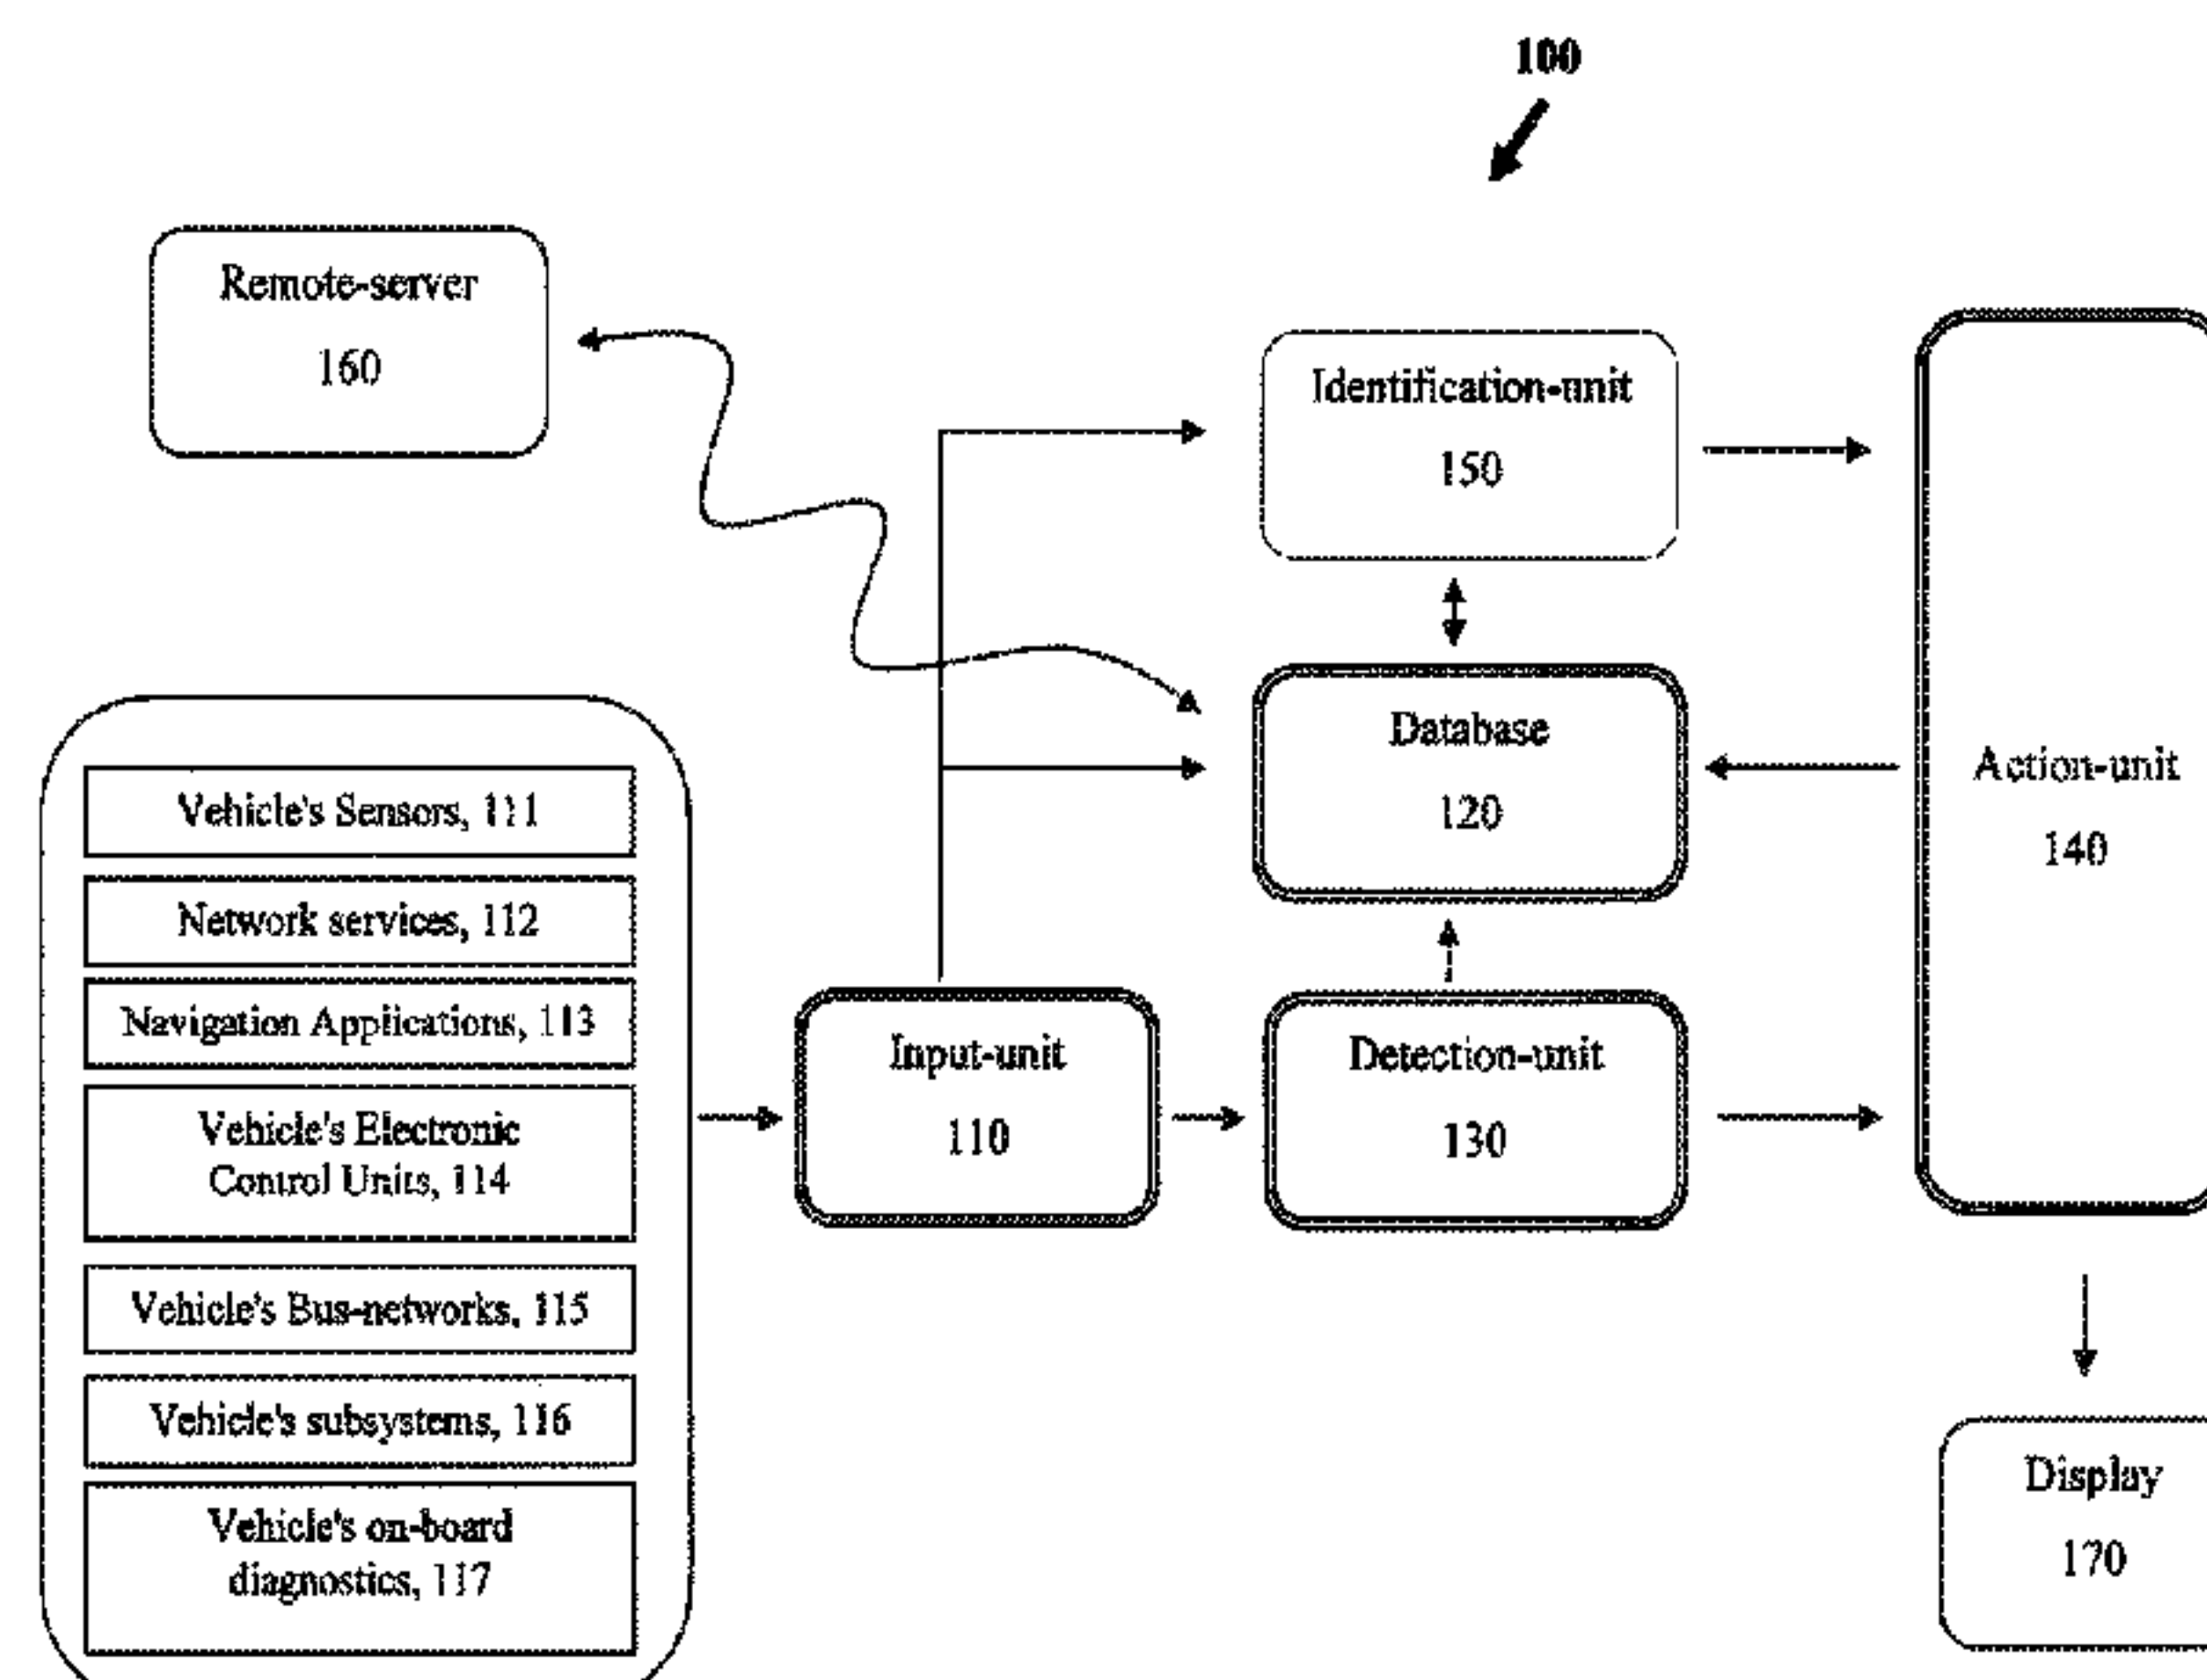 100
Remote-server
160
Identification-unit
150
Database
120
Action-unit
140
Vehicle's Sensors, 111
Network services, 112
Navigation Applications, 113
Vehicle's Electronic
Control Units, 114
Vehicle's Bus-networks, 115
Vehicle's subsystems, 116
Vehicle's on-board
diagnostics, 117
Input-unit
110
Detection-unit
130
Display
170